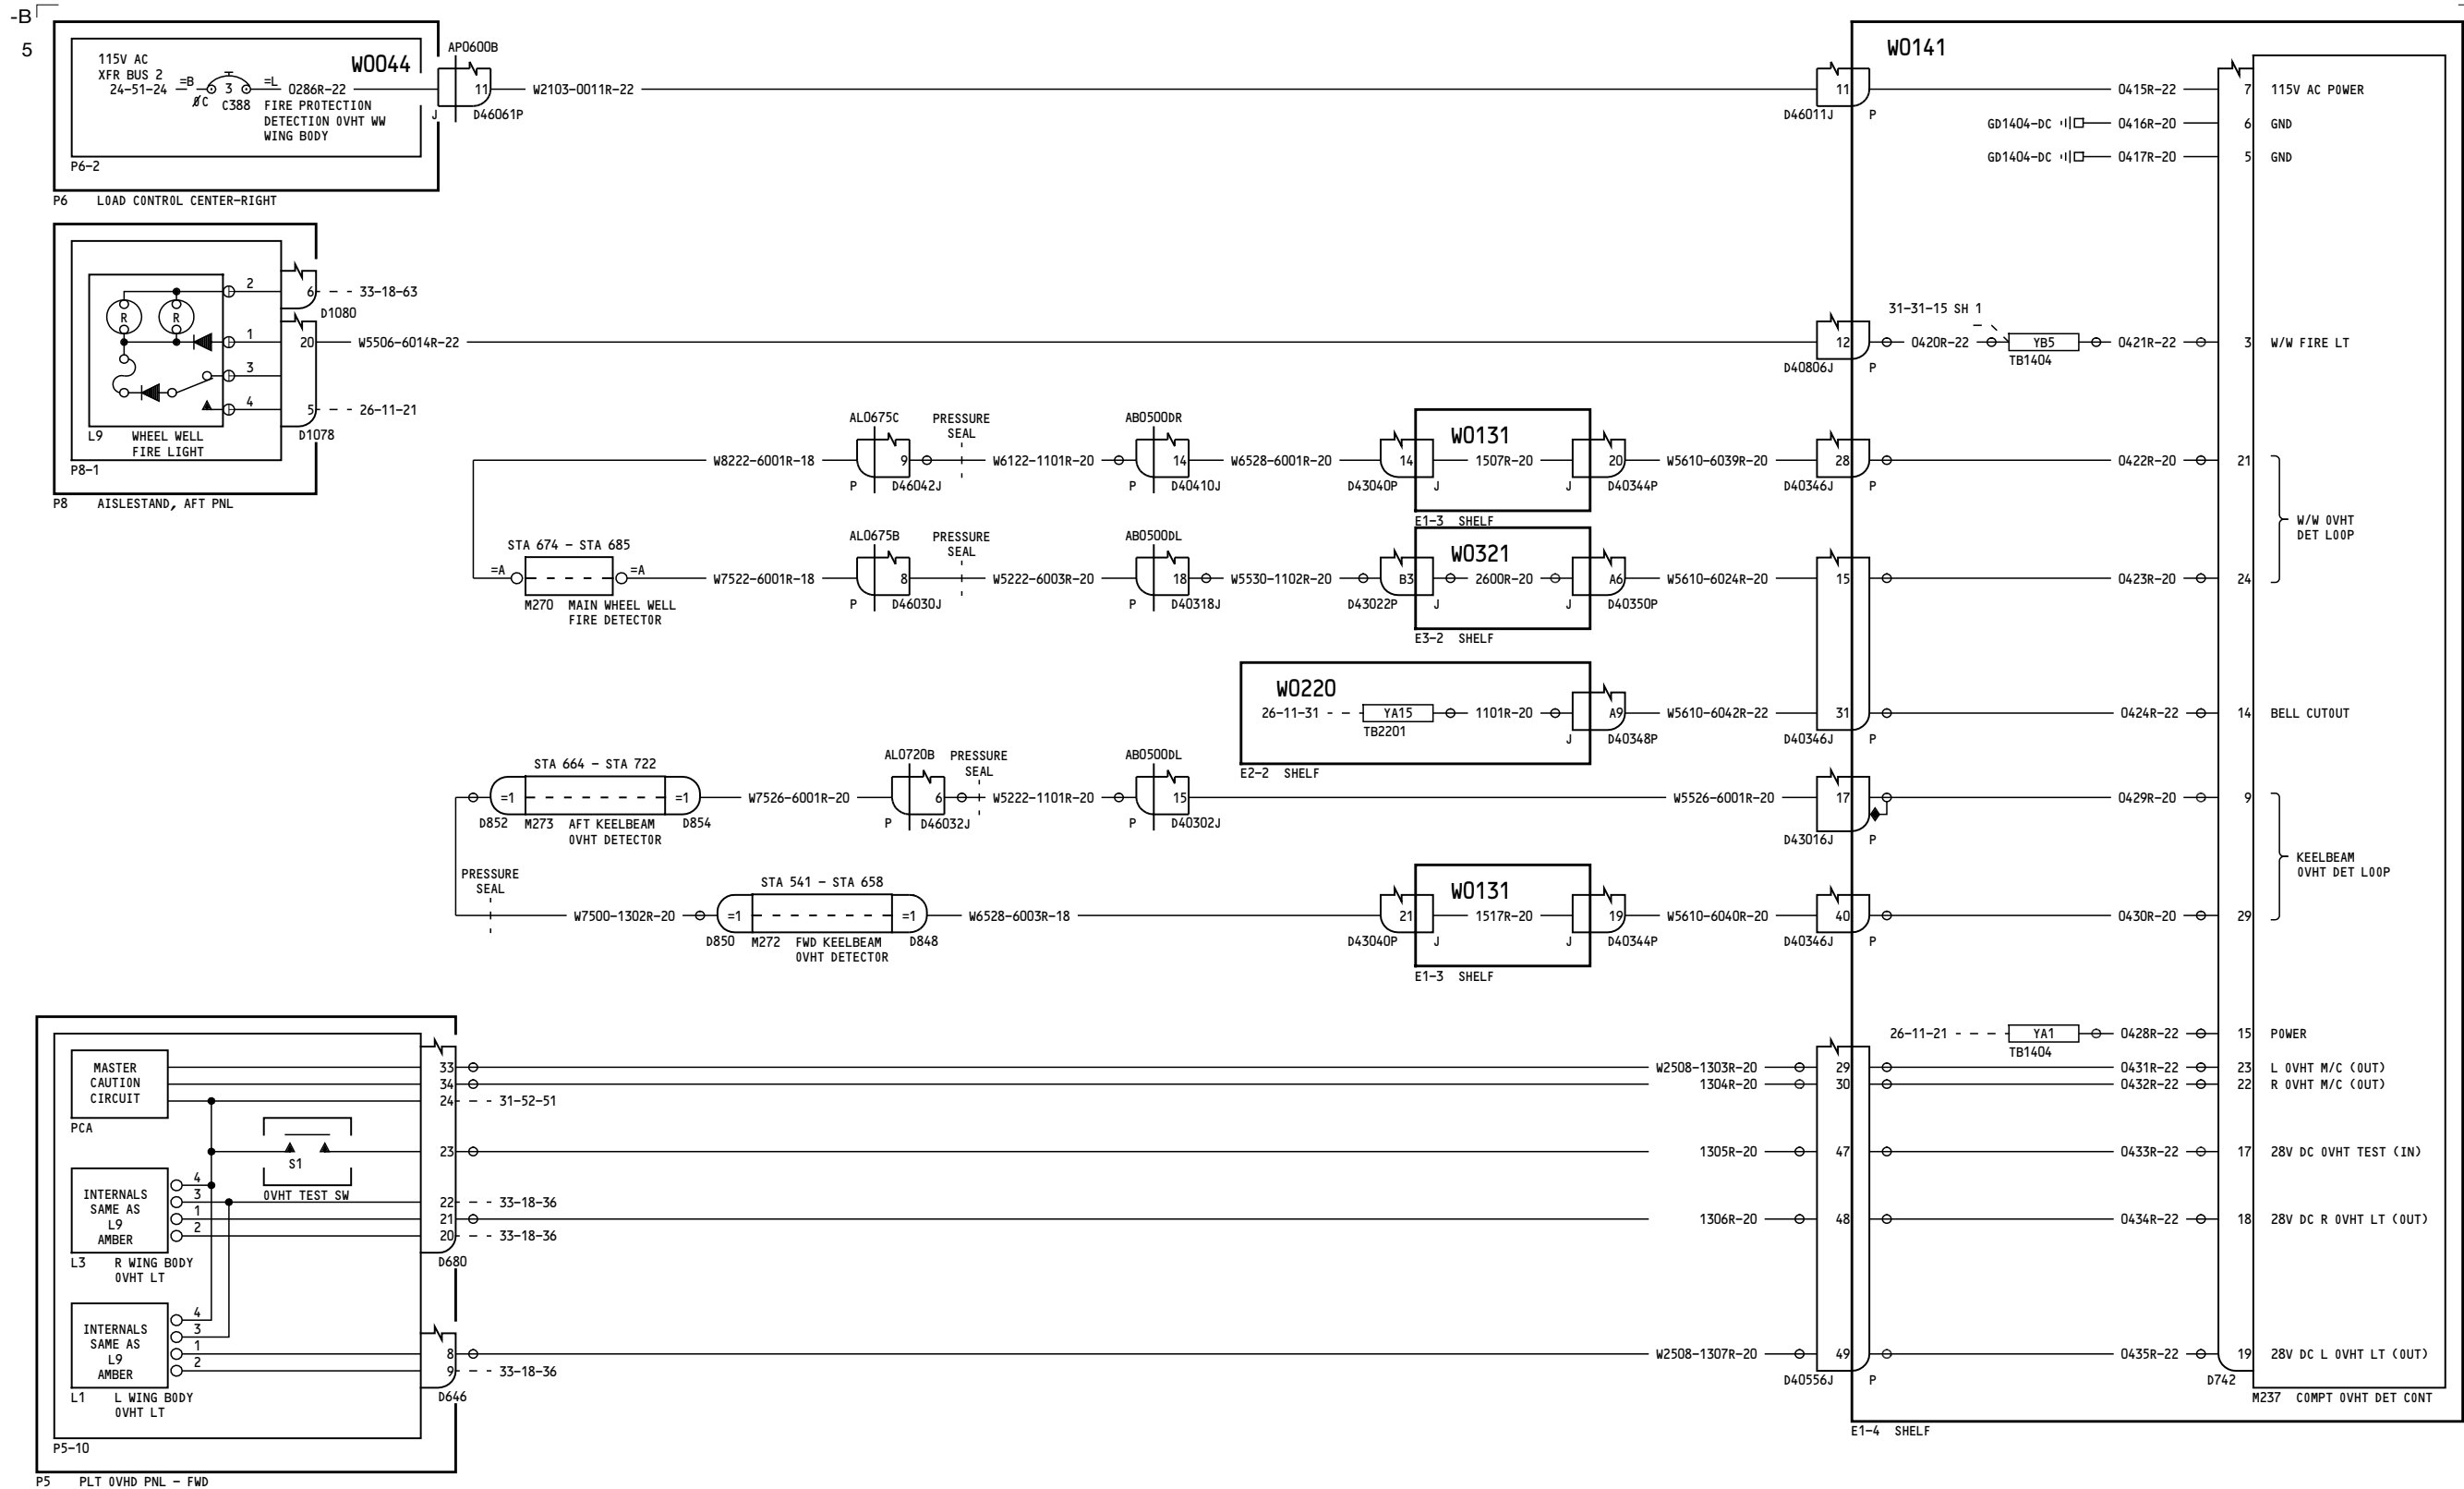 -B
5
115V AC
XFR BUS 2
24-51-24
=B
ØC
3
C388
=L
0286R-22
W0044
FIRE PROTECTION
DETECTION OVHT WW
WING BODY
P6-2
P6 LOAD CONTROL CENTER-RIGHT
AP0600B
11
J
D46061P
W2103-0011R-22
11
D46011J
P
W0141
0415R-22
7
115V AC POWER
GD1404-DC
0416R-20
6
GND
GD1404-DC
0417R-20
5
GND
R
R
2
1
3
4
6
33-18-63
D1080
20
W5506-6014R-22
5
26-11-21
D1078
L9 WHEEL WELL
FIRE LIGHT
P8-1
P8 AISLESTAND, AFT PNL
12
D40806J
P
31-31-15 SH 1
0420R-22
YB5
TB1404
0421R-22
3
W/W FIRE LT
W8222-6001R-18
AL0675C
9
P
D46042J
PRESSURE
SEAL
W6122-1101R-20
AB0500DR
14
P
D40410J
W6528-6001R-20
14
D43040P
J
W0131
1507R-20
E1-3 SHELF
20
J
D40344P
W5610-6039R-20
28
D40346J
P
0422R-20
21
W/W OVHT
DET LOOP
STA 674 - STA 685
=A
=A
M270 MAIN WHEEL WELL
FIRE DETECTOR
W7522-6001R-18
AL0675B
8
P
D46030J
PRESSURE
SEAL
W5222-6003R-20
AB0500DL
18
P
D40318J
W5530-1102R-20
B3
D43022P
J
W0321
2600R-20
E3-2 SHELF
A6
J
D40350P
W5610-6024R-20
15
0423R-20
24
W0220
26-11-31
YA15
TB2201
1101R-20
A9
J
D40348P
E2-2 SHELF
W5610-6042R-22
31
D40346J
P
0424R-22
14
BELL CUTOUT
STA 664 - STA 722
=1
=1
D852
M273 AFT KEELBEAM
OVHT DETECTOR
D854
W7526-6001R-20
AL0720B
6
P
D46032J
PRESSURE
SEAL
W5222-1101R-20
AB0500DL
15
P
D40302J
W5526-6001R-20
17
D43016J
P
0429R-20
9
KEELBEAM
OVHT DET LOOP
PRESSURE
SEAL
W7500-1302R-20
STA 541 - STA 658
=1
=1
D850
M272 FWD KEELBEAM
OVHT DETECTOR
D848
W6528-6003R-18
21
D43040P
J
W0131
1517R-20
E1-3 SHELF
19
J
D40344P
W5610-6040R-20
40
D40346J
P
0430R-20
29
26-11-21
YA1
TB1404
0428R-22
15
POWER
MASTER
CAUTION
CIRCUIT
PCA
33
W2508-1303R-20
29
0431R-22
23
L OVHT M/C (OUT)
34
1304R-20
30
0432R-22
22
R OVHT M/C (OUT)
24
31-52-51
S1
OVHT TEST SW
23
1305R-20
47
0433R-22
17
28V DC OVHT TEST (IN)
INTERNALS
SAME AS
L9
AMBER
4
3
1
2
L3 R WING BODY
OVHT LT
22
33-18-36
21
1306R-20
48
0434R-22
18
28V DC R OVHT LT (OUT)
20
33-18-36
D680
INTERNALS
SAME AS
L9
AMBER
4
3
1
2
L1 L WING BODY
OVHT LT
8
W2508-1307R-20
49
0435R-22
19
28V DC L OVHT LT (OUT)
9
33-18-36
D646
D40556J
P
D742
M237 COMPT OVHT DET CONT
E1-4 SHELF
P5-10
P5 PLT OVHD PNL - FWD